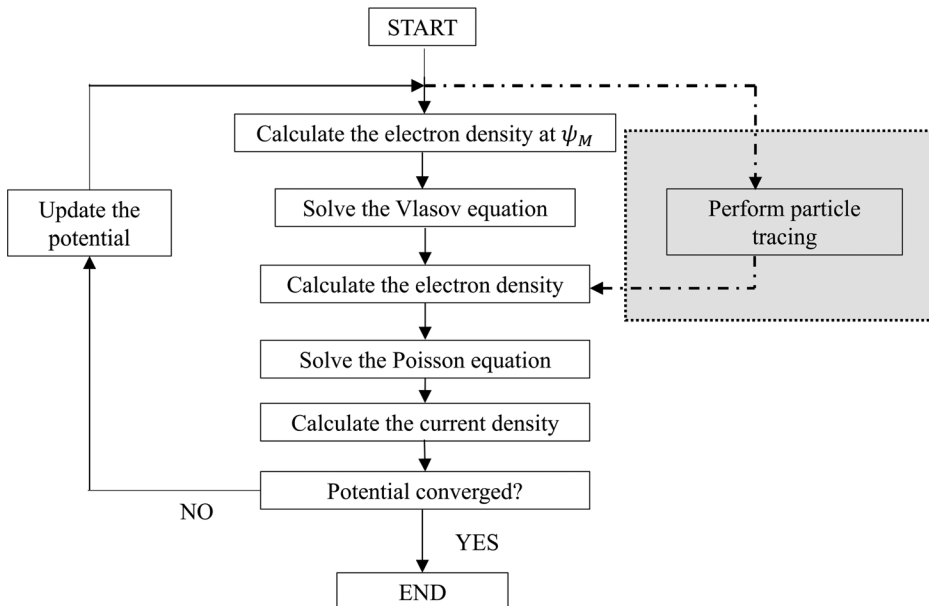 START
Calculate the electron density at 𝜓𝑀
Solve the Vlasov equation
Update the
potential
Perform particle
tracing
Calculate the electron density
Solve the Poisson equation
Calculate the current density
Potential converged?
NO
YES
END